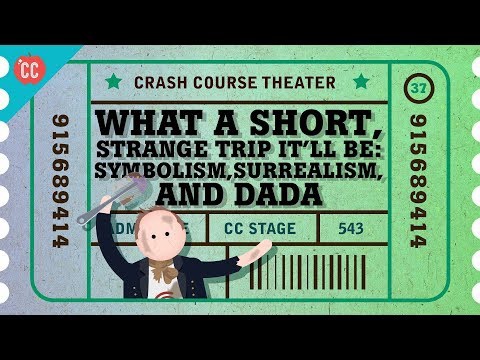 CC
CRASH COURSE THEATER
37
WHAT A SHORT,
STRANGE TRIP IT'LL BE:
SYMBOLISM, SURREALISM,
AND DADA
915689414
915689414
CC STAGE
543